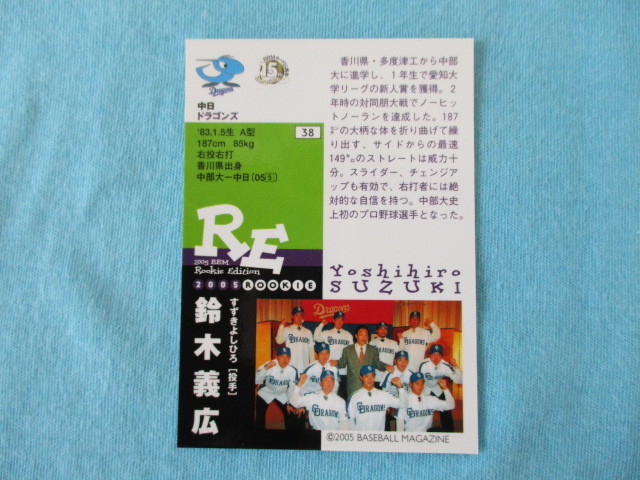 Dragons
15
中日
ドラゴンズ
'83.1.5生 A型
187cm 85kg
右投右打
香川県出身
中部大ー中日(05⑤)
38
香川県・多度津工から中部
大に進学し、1年生で愛知大
学リーグの新人賞を獲得。2
年時の対同朋大戦でノーヒッ
トノーランを達成した。187
㌢の大柄な体を折り曲げて繰
り出す、サイドからの最速
149㌔のストレートは威力十
分。スライダー、チェンジア
ップも有効で、右打者には絶
対的な自信を持つ。中部大史
上初のプロ野球選手となった。
RE
2005 BBM
Rookie Edition
2005 ROOKIE
Yoshihiro
SUZUKI
鈴木義広
すずきよしひろ[投手]
Dragons
DRAGONS
DRAGONS
DRAGONS
DRAGONS
©2005 BASEBALL MAGAZINE